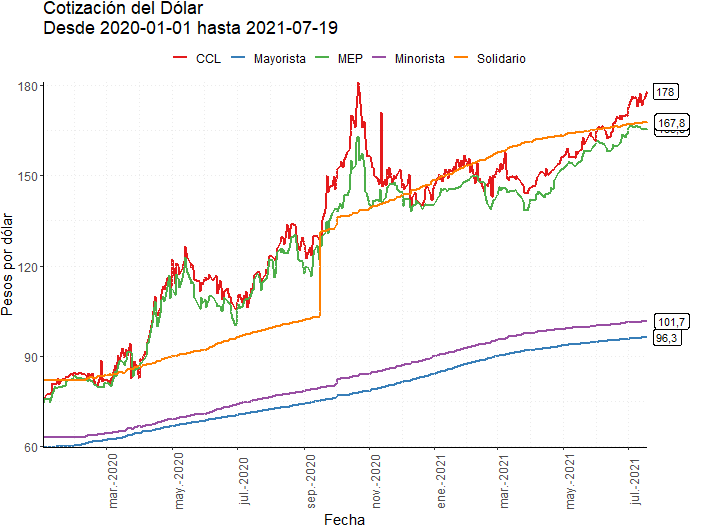 Cotización del Dólar
Desde 2020-01-01 hasta 2021-07-19
CCL Mayorista MEP Minorista Solidario
Pesos por dólar
180
150
120
90
60
178
167,8
101,7
96,3
mar.-2020
may.-2020
jul.-2020
sep.-2020
nov.-2020
ene.-2021
mar.-2021
may.-2021
jul.-2021
Fecha